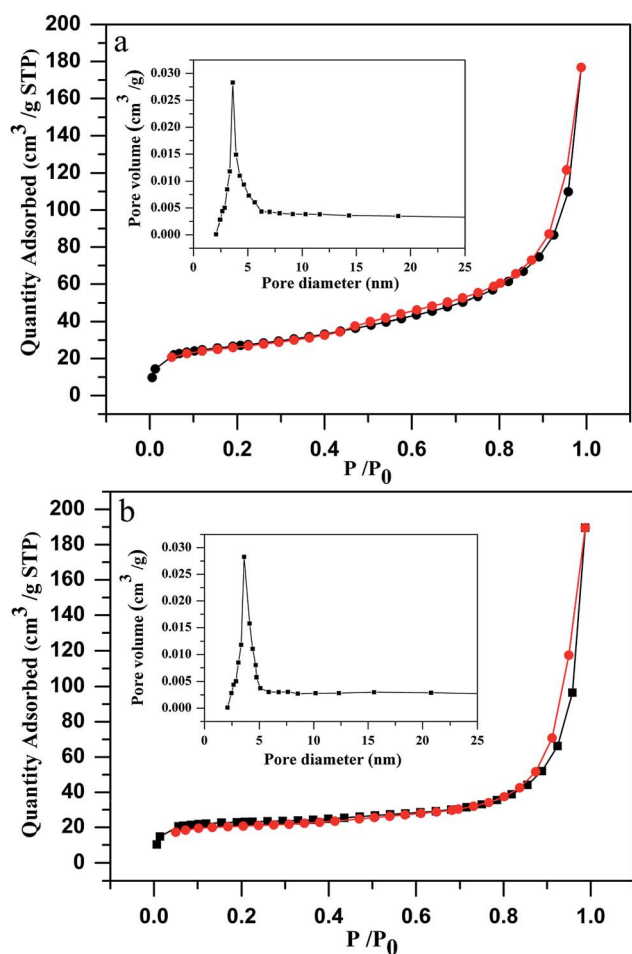 a
200
180
160
140
120
100
80
60
40
20
0
Quantity Adsorbed (cm³ /g STP)
0.0 0.2 0.4 0.6 0.8 1.0
P /P₀
0.030
0.025
0.020
0.015
0.010
0.005
0.000
Pore volume (cm³ /g)
0 5 10 15 20 25
Pore diameter (nm)
b
200
180
160
140
120
100
80
60
40
20
0
Quantity Adsorbed (cm³ /g STP)
0.0 0.2 0.4 0.6 0.8 1.0
P /P₀
0.030
0.025
0.020
0.015
0.010
0.005
0.000
Pore volume (cm³ /g)
0 5 10 15 20 25
Pore diameter (nm)